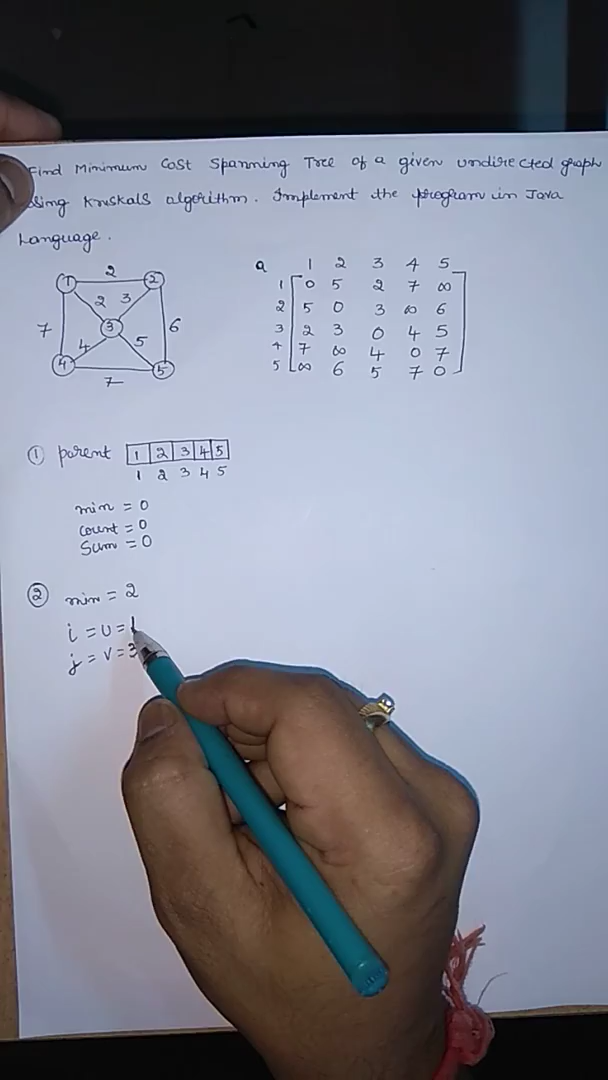 Find Minimum Cost Spanning Tree of a given undirected graph
using Kruskals algorithm. Implement the program in Java
Language.
1 2 2
2 3
7 3 6
4 5
4 7 5
a 1 2 3 4 5
1 0 5 2 7 ∞
2 5 0 3 ∞ 6
3 2 3 0 4 5
4 7 ∞ 4 0 7
5 ∞ 6 5 7 0
① parent 1 2 3 4 5
1 2 3 4 5
min = 0
count = 0
Sum = 0
② min = 2
i = u = 1
j = v = 3